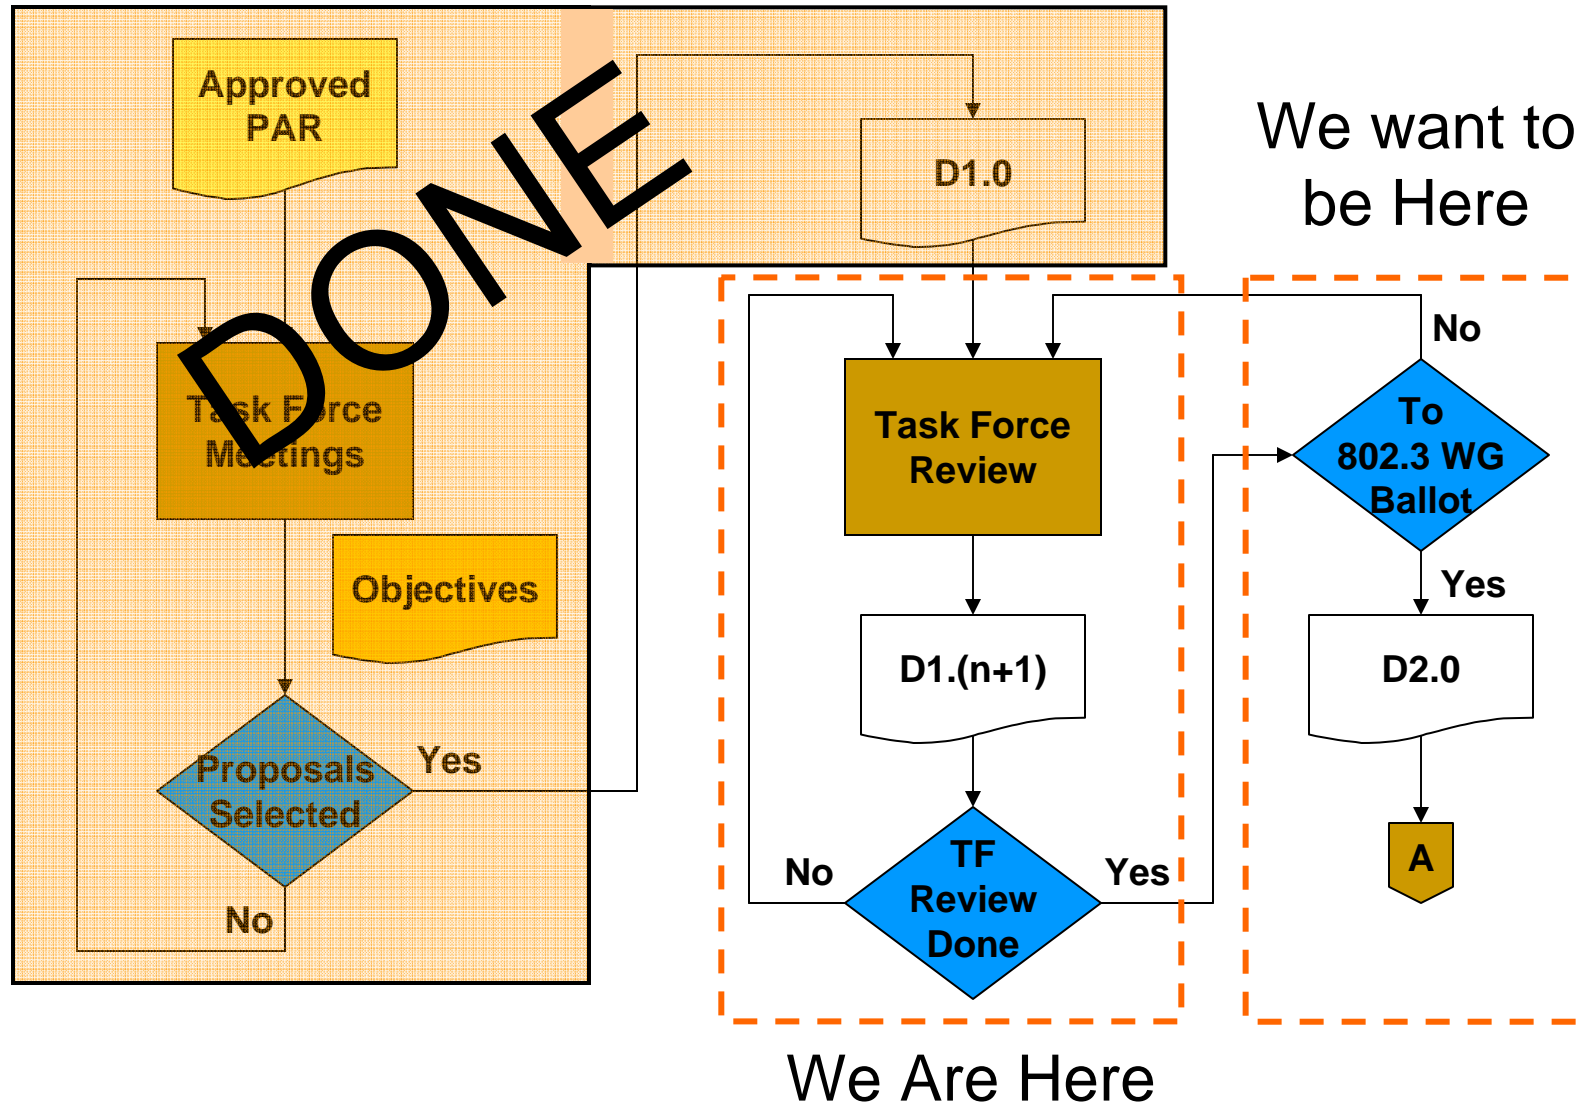 Approved
PAR
DONE
Task Force
Meetings
Objectives
Proposals
Selected
Yes
No
D1.0
We want to
be Here
Task Force
Review
D1.(n+1)
TF
Review
Done
No
Yes
We Are Here
No
To
802.3 WG
Ballot
Yes
D2.0
A